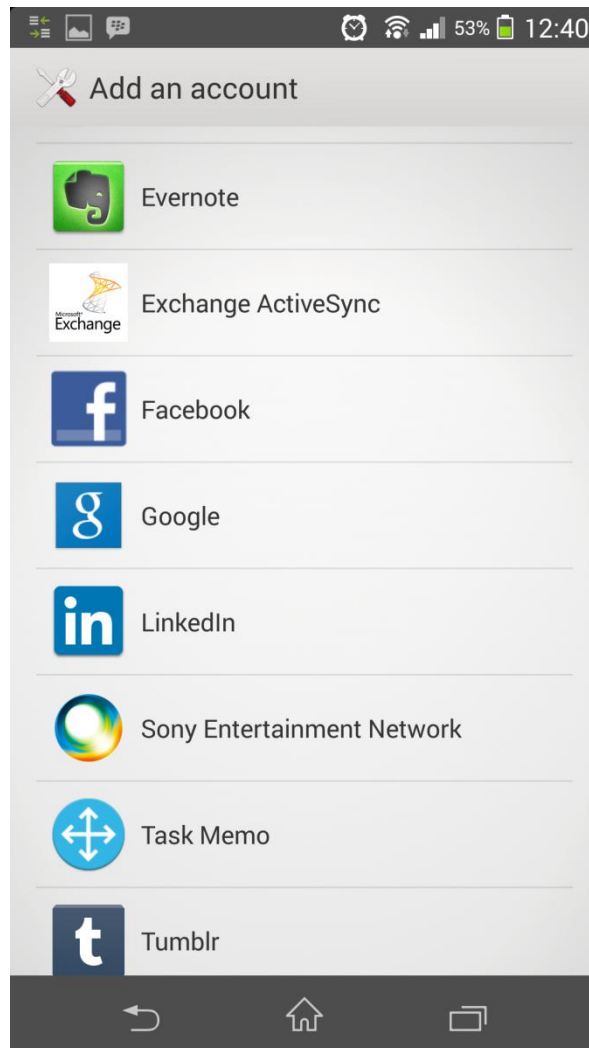 53% 12:40
Add an account
Evernote
Microsoft
Exchange
Exchange ActiveSync
f
Facebook
g
Google
in
LinkedIn
Sony Entertainment Network
Task Memo
t
Tumblr